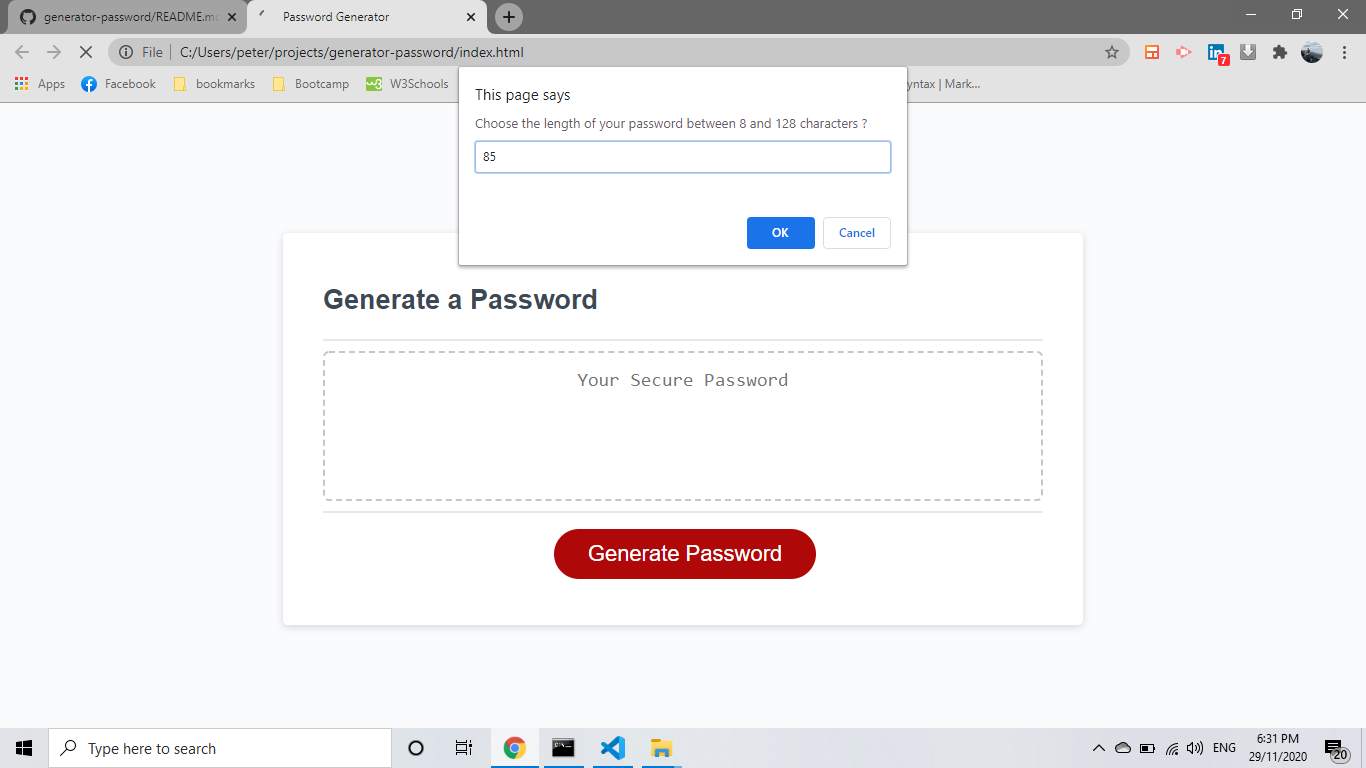 generator-password/README.md
Password Generator
File
C:/Users/peter/projects/generator-password/index.html
7
Apps
Facebook
bookmarks
Bootcamp
W3Schools
yntax | Mark...
This page says
Choose the length of your password between 8 and 128 characters ?
85
OK
Cancel
Generate a Password
Your Secure Password
Generate Password
Type here to search
ENG
6:31 PM
29/11/2020
20